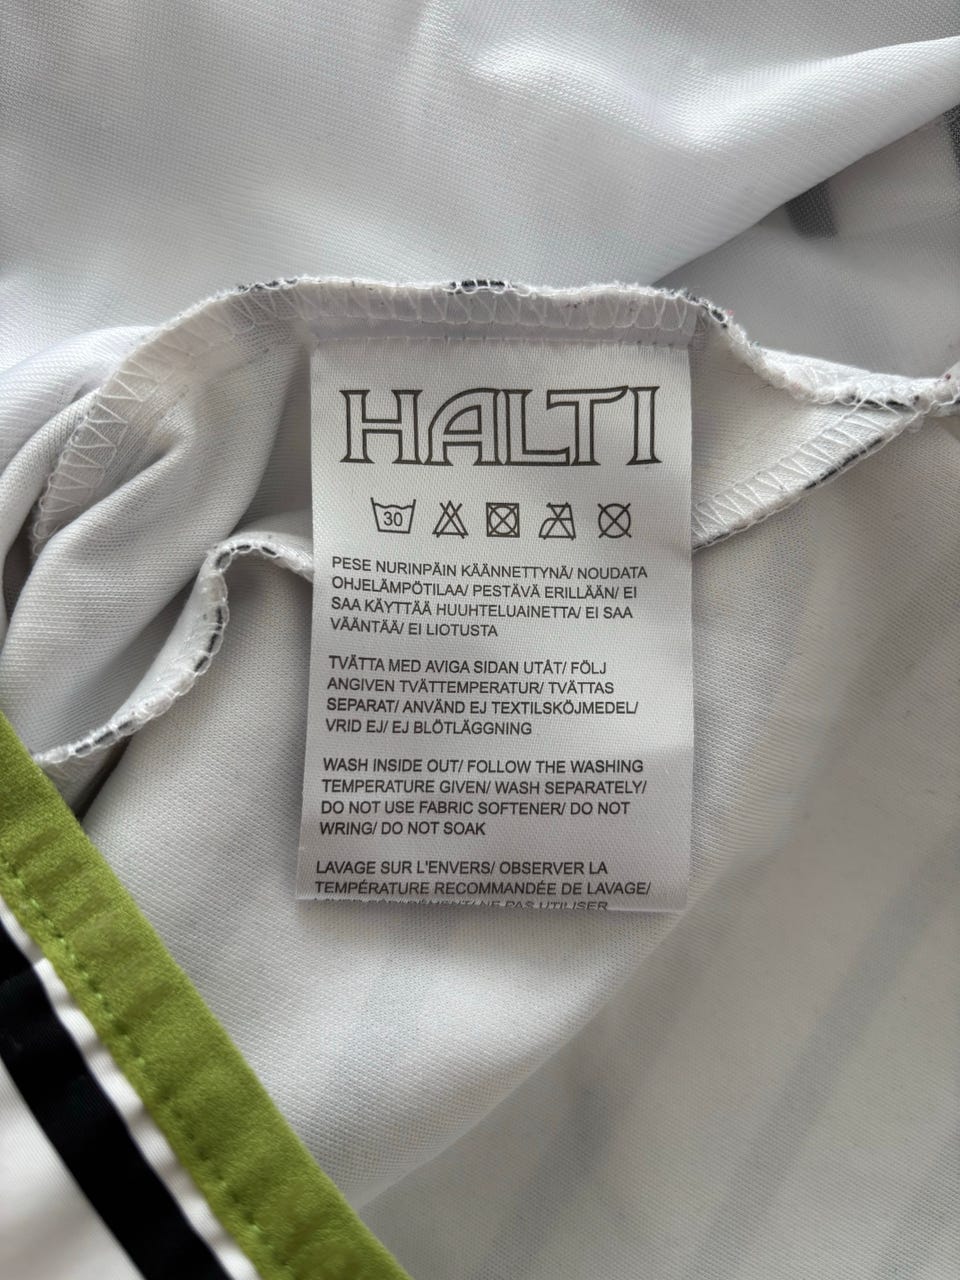 HALTI
30
PESE NURINPÄIN KÄÄNNETTYNÄ/ NOUDATA
OHJELÄMPÖTILAA/ PESTÄVÄ ERILLÄÄN/ EI
SAA KÄYTTÄÄ HUUHTELUAINETTA/ EI SAA
VÄÄNTÄÄ/ EI LIOTUSTA
TVÄTTA MED AVIGA SIDAN UTÅT/ FÖLJ
ANGIVEN TVÄTTEMPERATUR/ TVÄTTAS
SEPARAT/ ANVÄND EJ TEXTILSKÖJMEDEL/
VRID EJ/ EJ BLÖTLÄGGNING
WASH INSIDE OUT/ FOLLOW THE WASHING
TEMPERATURE GIVEN/ WASH SEPARATELY/
DO NOT USE FABRIC SOFTENER/ DO NOT
WRING/ DO NOT SOAK
LAVAGE SUR L'ENVERS/ OBSERVER LA
TEMPÉRATURE RECOMMANDÉE DE LAVAGE/
NE PAS UTILISER